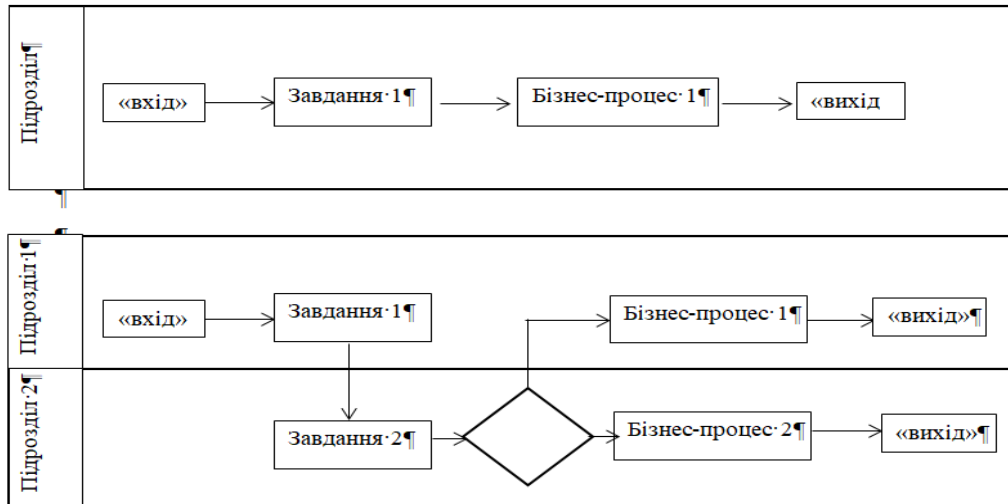 Підрозділ¶
«вхід»
Завдання·1¶
Бізнес-процес·1¶
«вихід
¶
¶
Підрозділ·1¶
«вхід»
Завдання·1¶
Бізнес-процес·1¶
«вихід»¶
Підрозділ·2¶
Завдання·2¶
Бізнес-процес·2¶
«вихід»¶